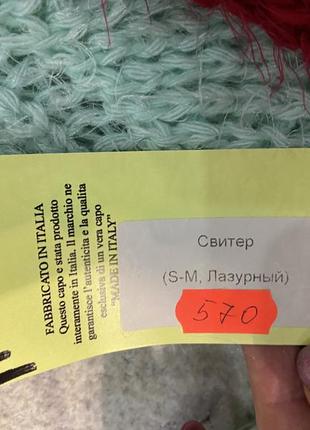 FABBRICATO IN ITALIA
Questo capo e stata prodotto
interamente in Italia. Il marchio ne
garantisce l'autenticita e la qualita
esclusiva di un vera capo
"MADE IN ITALY"
Свитер
(S-M, Лазурный)
570